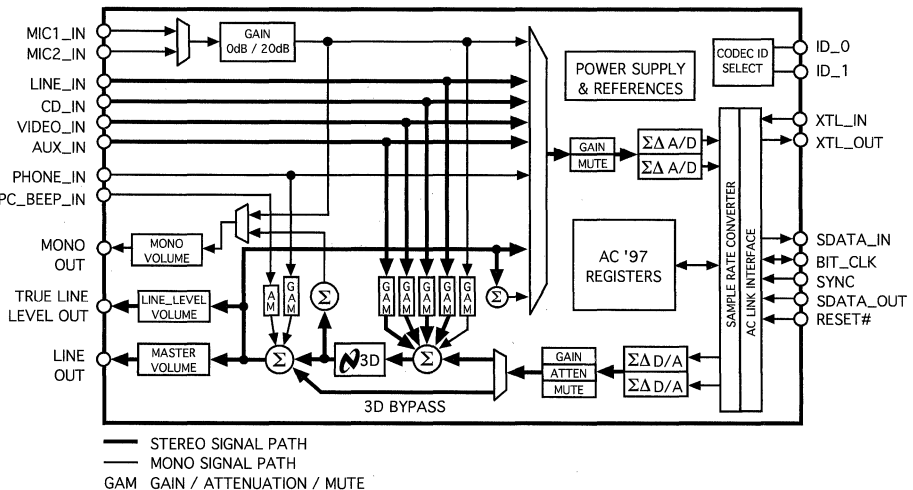 MIC1_IN
MIC2_IN
LINE_IN
CD_IN
VIDEO_IN
AUX_IN
PHONE_IN
PC_BEEP_IN
MONO
OUT
TRUE LINE
LEVEL OUT
LINE
OUT
GAIN
0dB / 20dB
POWER SUPPLY
& REFERENCES
CODEC ID
SELECT
ID_0
ID_1
XTL_IN
XTL_OUT
GAIN
MUTE
ΣΔ A/D
ΣΔ A/D
AC '97
REGISTERS
SAMPLE RATE CONVERTER
AC LINK INTERFACE
SDATA_IN
BIT_CLK
SYNC
SDATA_OUT
RESET#
MONO
VOLUME
LINE_LEVEL
VOLUME
MASTER
VOLUME
AM
GAM
Σ
GAM
GAM
GAM
GAM
GAM
Σ
Σ
N3D
Σ
GAIN
ATTEN
MUTE
ΣΔ D/A
ΣΔ D/A
3D BYPASS
STEREO SIGNAL PATH
MONO SIGNAL PATH
GAM GAIN / ATTENUATION / MUTE